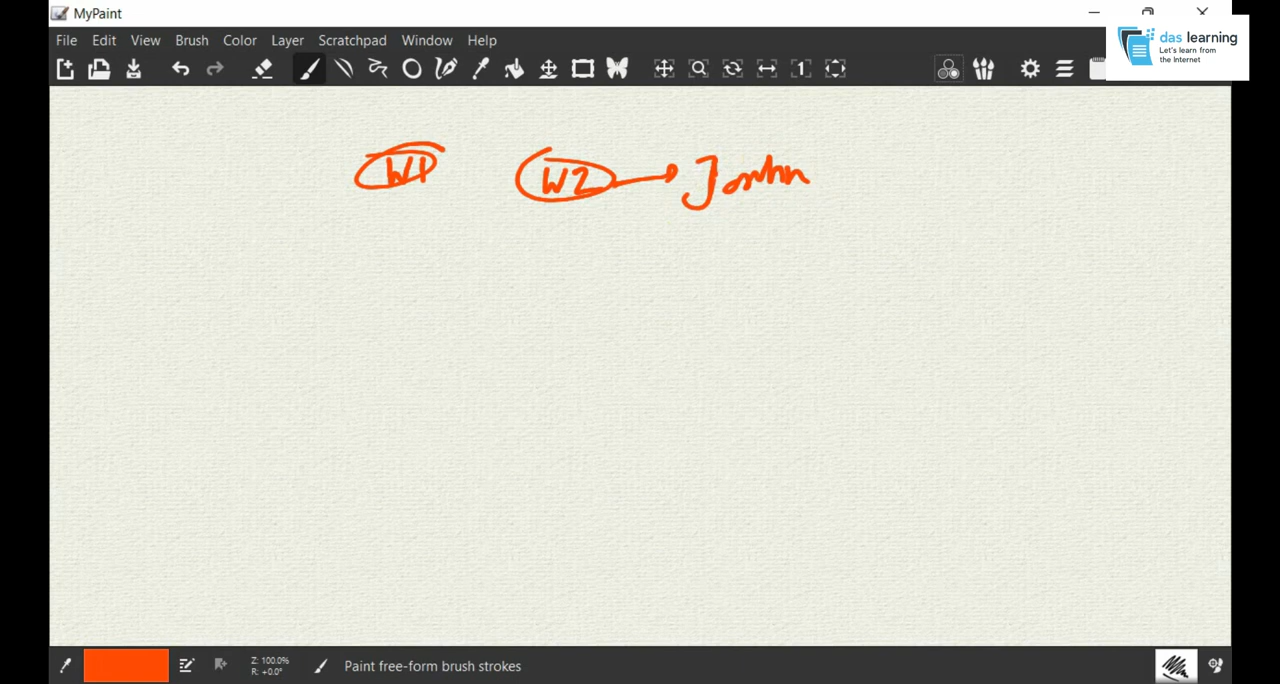 MyPaint
das learning
Let's learn from
the Internet
File Edit View Brush Color Layer Scratchpad Window Help
1
W1 W2
Z: 100.0%
R: +0.0°
Paint free-form brush strokes